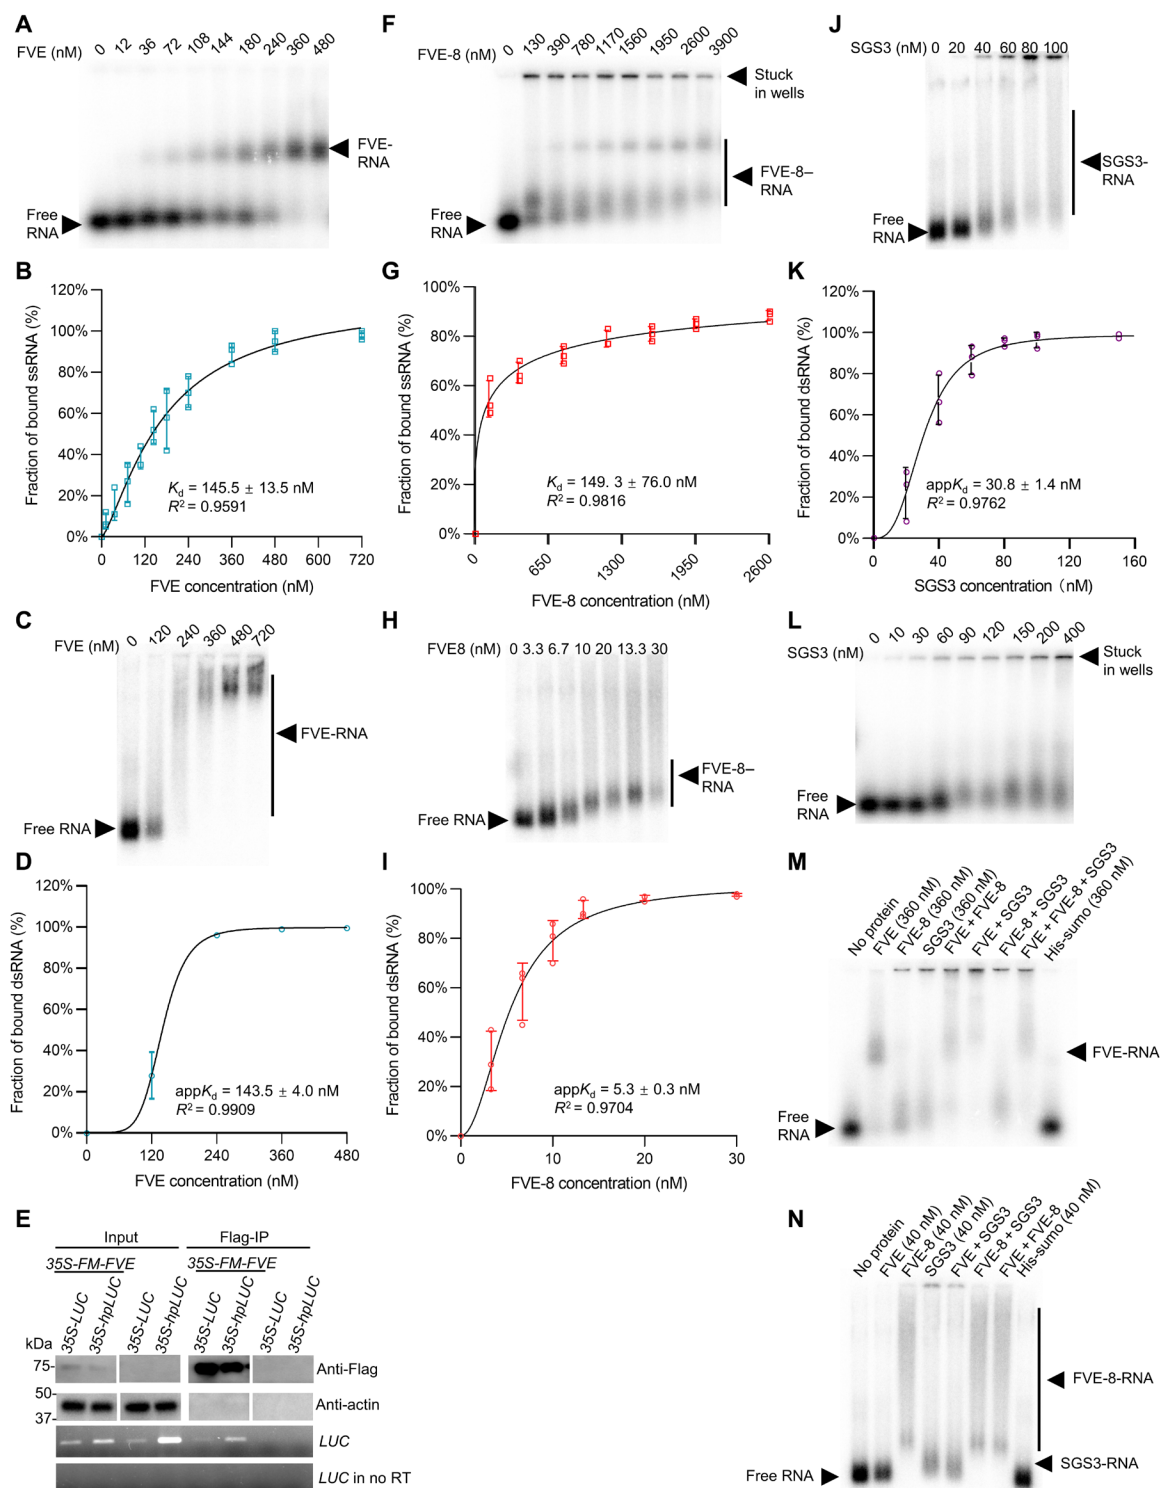 A
FVE (nM) 0 12 36 72 108 144 180 240 360 480
FVE-
RNA
Free
RNA
B
Fraction of bound ssRNA (%)
120%
100%
80%
60%
40%
20%
0%
Kd = 145.5 ± 13.5 nM
R² = 0.9591
0 120 240 360 480 600 720
FVE concentration (nM)
C
FVE (nM) 0 120 240 360 480 720
FVE-RNA
Free RNA
D
Fraction of bound dsRNA (%)
120%
100%
80%
60%
40%
20%
0%
appKd = 143.5 ± 4.0 nM
R² = 0.9909
0 120 240 360 480
FVE concentration (nM)
E
Input Flag-IP
35S-FM-FVE 35S-FM-FVE
35S-LUC 35S-hpLUC 35S-LUC 35S-hpLUC 35S-LUC 35S-hpLUC 35S-LUC 35S-hpLUC
kDa
75- Anti-Flag
50-
Anti-actin
37-
LUC
LUC in no RT
F
FVE-8 (nM) 0 130 390 780 1170 1560 1950 2600 3900
Stuck
in wells
FVE-8–
RNA
Free
RNA
G
Fraction of bound ssRNA (%)
100%
80%
60%
40%
20%
0%
Kd = 149. 3 ± 76.0 nM
R² = 0.9816
0 650 1300 1950 2600
FVE-8 concentration (nM)
H
FVE8 (nM) 0 3.3 6.7 10 20 13.3 30
FVE-8–
RNA
Free RNA
I
Fraction of bound dsRNA (%)
100%
80%
60%
40%
20%
0%
appKd = 5.3 ± 0.3 nM
R² = 0.9704
0 10 20 30
FVE-8 concentration (nM)
J
SGS3 (nM) 0 20 40 60 80 100
SGS3-
RNA
Free
RNA
K
Fraction of bound dsRNA (%)
120%
100%
80%
60%
40%
20%
0%
appKd = 30.8 ± 1.4 nM
R² = 0.9762
0 40 80 120 160
SGS3 concentration (nM)
L
SGS3 (nM) 0 10 30 60 90 120 150 200 400
Stuck
in wells
Free
RNA
M
No protein
FVE (360 nM)
FVE-8 (360 nM)
SGS3 (360 nM)
FVE + FVE-8
FVE + SGS3
FVE-8 + SGS3
FVE + FVE-8 + SGS3
His-sumo (360 nM)
FVE-RNA
Free
RNA
N
No protein
FVE (40 nM)
FVE-8 (40 nM)
SGS3 (40 nM)
FVE + SGS3
FVE-8 + SGS3
FVE + FVE-8
His-sumo (40 nM)
FVE-8-RNA
SGS3-RNA
Free RNA